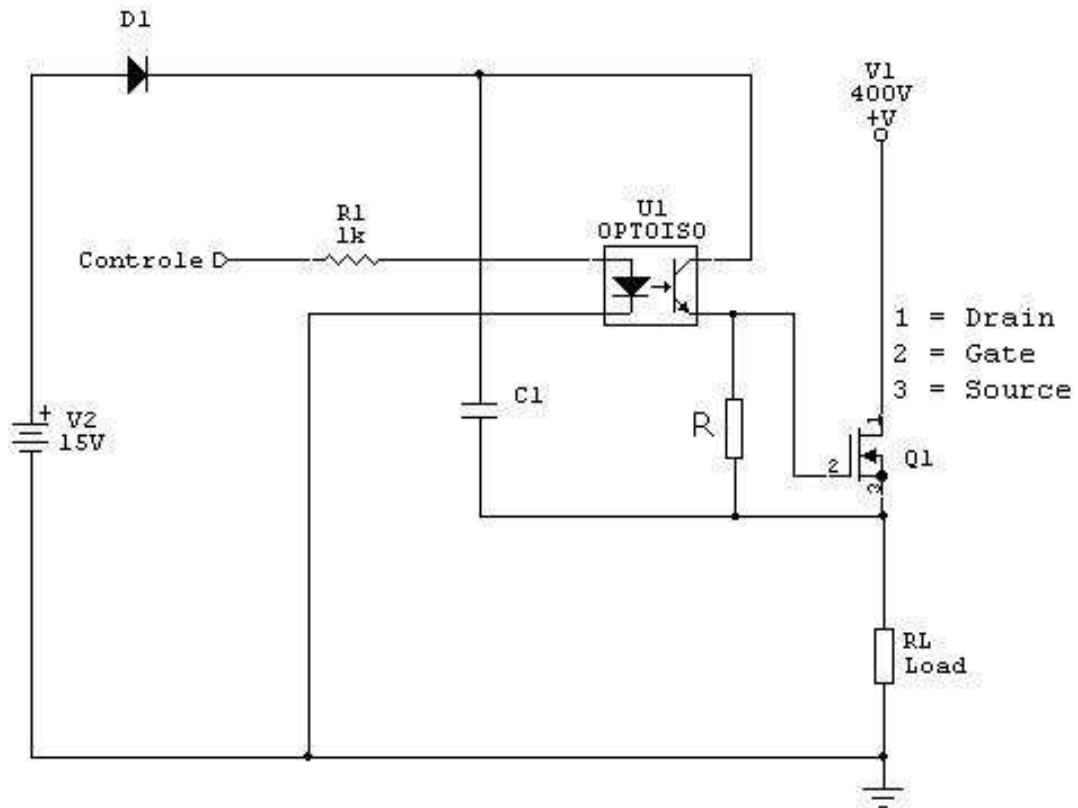 D1
V1
400V
+V
U1
OPTOISO
R1
1k
Controle
1 = Drain
2 = Gate
3 = Source
C1
+
V2
15V
R
1
2
Q1
3
RL
Load